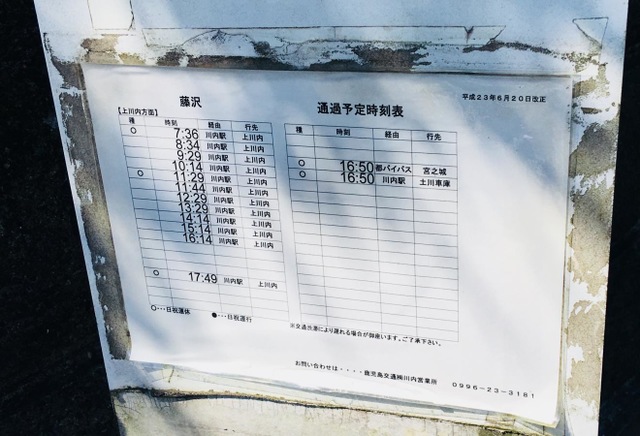 藤沢 通過予定時刻表 平成23年6月20日改正
【上川内方面】
種 時刻 経由 行先
○ 7:36 川内駅 上川内
8:34 川内駅 上川内
9:29 川内駅 上川内
10:14 川内駅 上川内
○ 11:29 川内駅 上川内
11:44 川内駅 上川内
12:29 川内駅 上川内
13:29 川内駅 上川内
14:14 川内駅 上川内
15:14 川内駅 上川内
16:14 川内駅 上川内
○ 17:49 川内駅 上川内
○・・・日祝運休 ●・・・日祝運行
種 時刻 経由 行先
○ 16:50 都バイパス 宮之城
○ 16:50 川内駅 土川車庫
※交通渋滞により遅れる場合が御座います。ご了承下さい。
お問い合わせは・・・・鹿児島交通㈱川内営業所 0996-23-3181